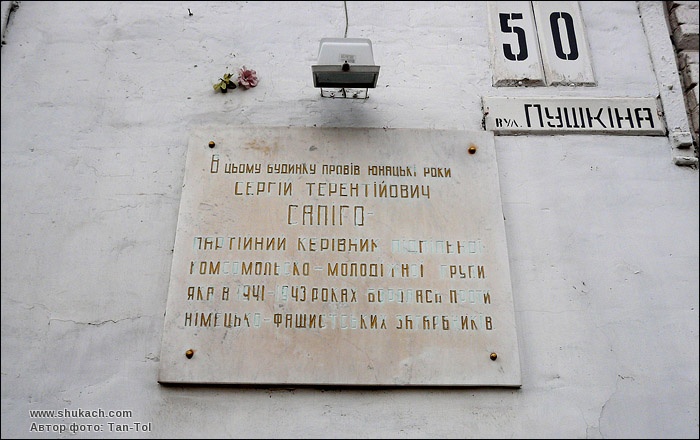 50
вул. ПУШКІНА
В ЦЬОМУ БУДИНКУ ПРОВІВ ЮНАЦЬКІ РОКИ
СЕРГІЙ ТЕРЕНТІЙОВИЧ
САПІГО-
ПАРТІЙНИЙ КЕРІВНИК ПІДПІЛЬНОЇ
КОМСОМОЛЬСЬКО-МОЛОДІЖНОЇ ГРУПИ
ЯКА В 1941-1943 РОКАХ БОРОЛАСЬ ПРОТИ
НІМЕЦЬКО-ФАШИСТСЬКИХ ЗАГАРБНИКІВ
www.shukach.com
Автор фото: Tan-Tol